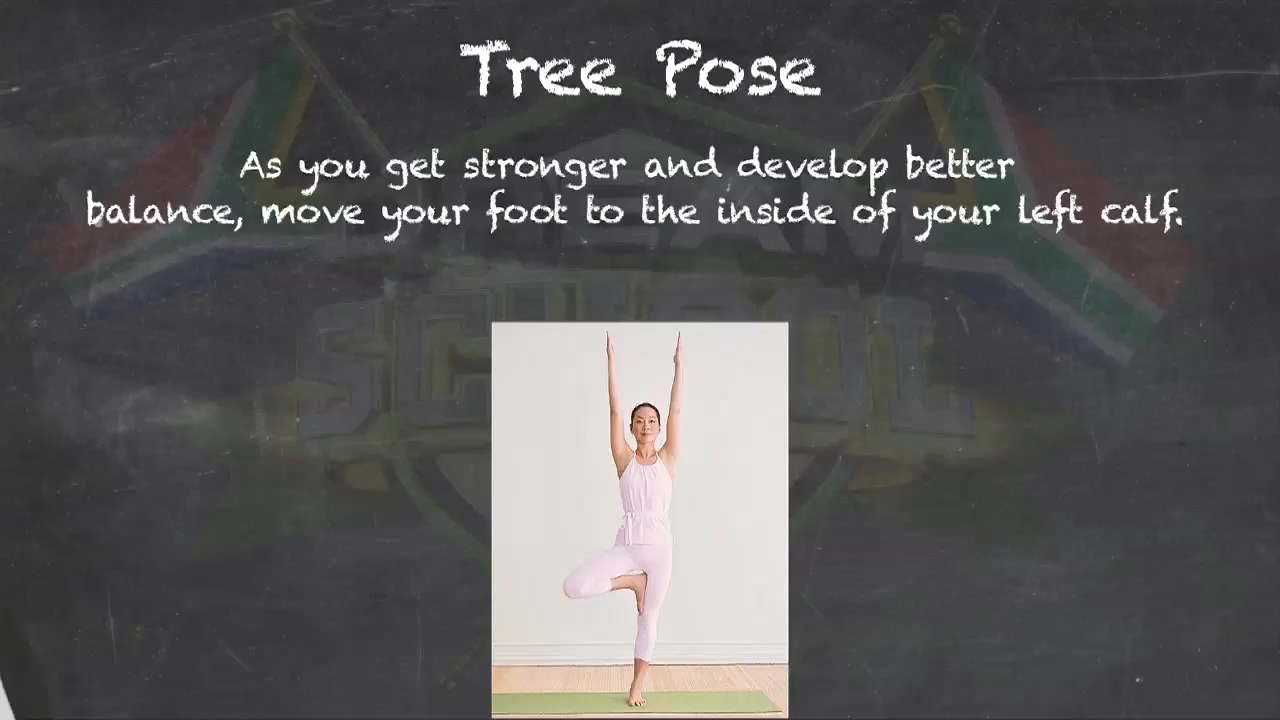 Tree Pose
As you get stronger and develop better
balance, move your foot to the inside of your left calf.
SCHOOL